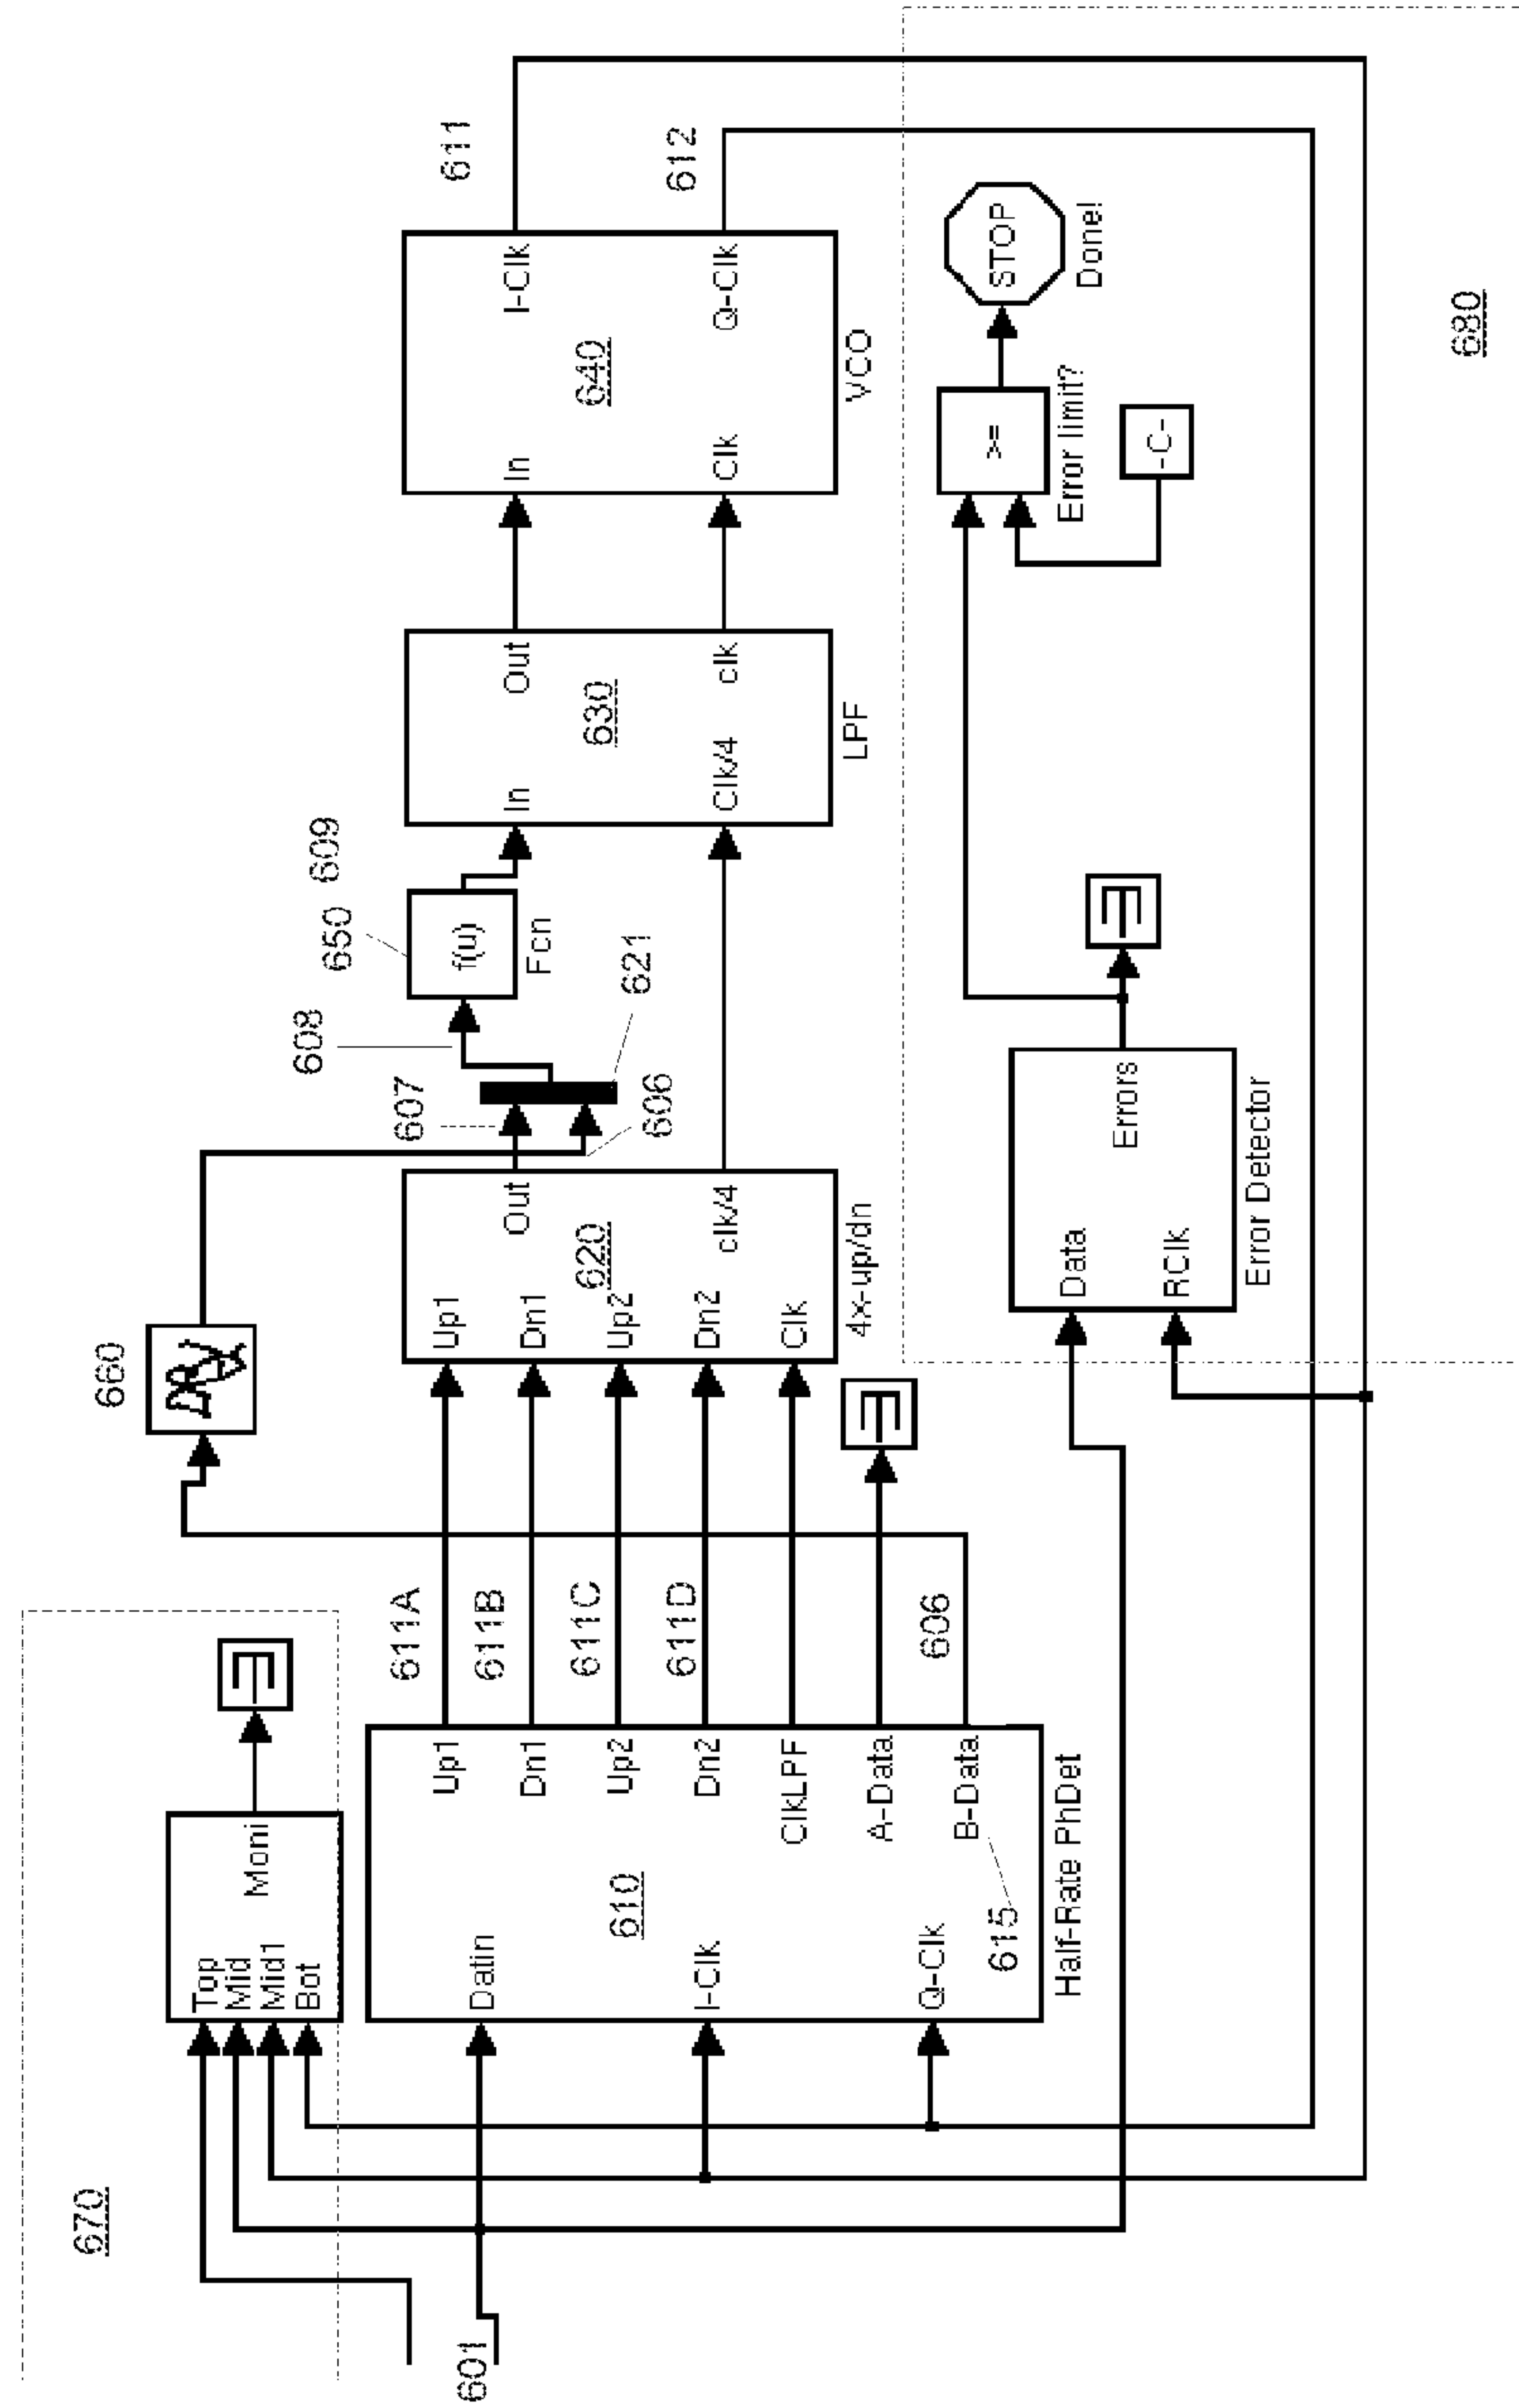 670
601
Top
Mid
Mid1
Bot
Moni
610
Datin
I-Clk
Q-Clk
Up1
Dn1
Up2
Dn2
ClkLPF
A-Data
B-Data
615
Half-Rate PhDet
611A
611B
611C
611D
606
660
Up1
Dn1
Up2
Dn2
Clk
620
Out
clk/4
4x-up/dn
607
606
608
621
650
f(u)
Fcn
609
In
Clk/4
630
Out
clk
LPF
In
Clk
640
I-Clk
Q-Clk
VCO
611
612
Data
RClk
Errors
Error Detector
>=
Error limit?
-C-
STOP
Done!
680